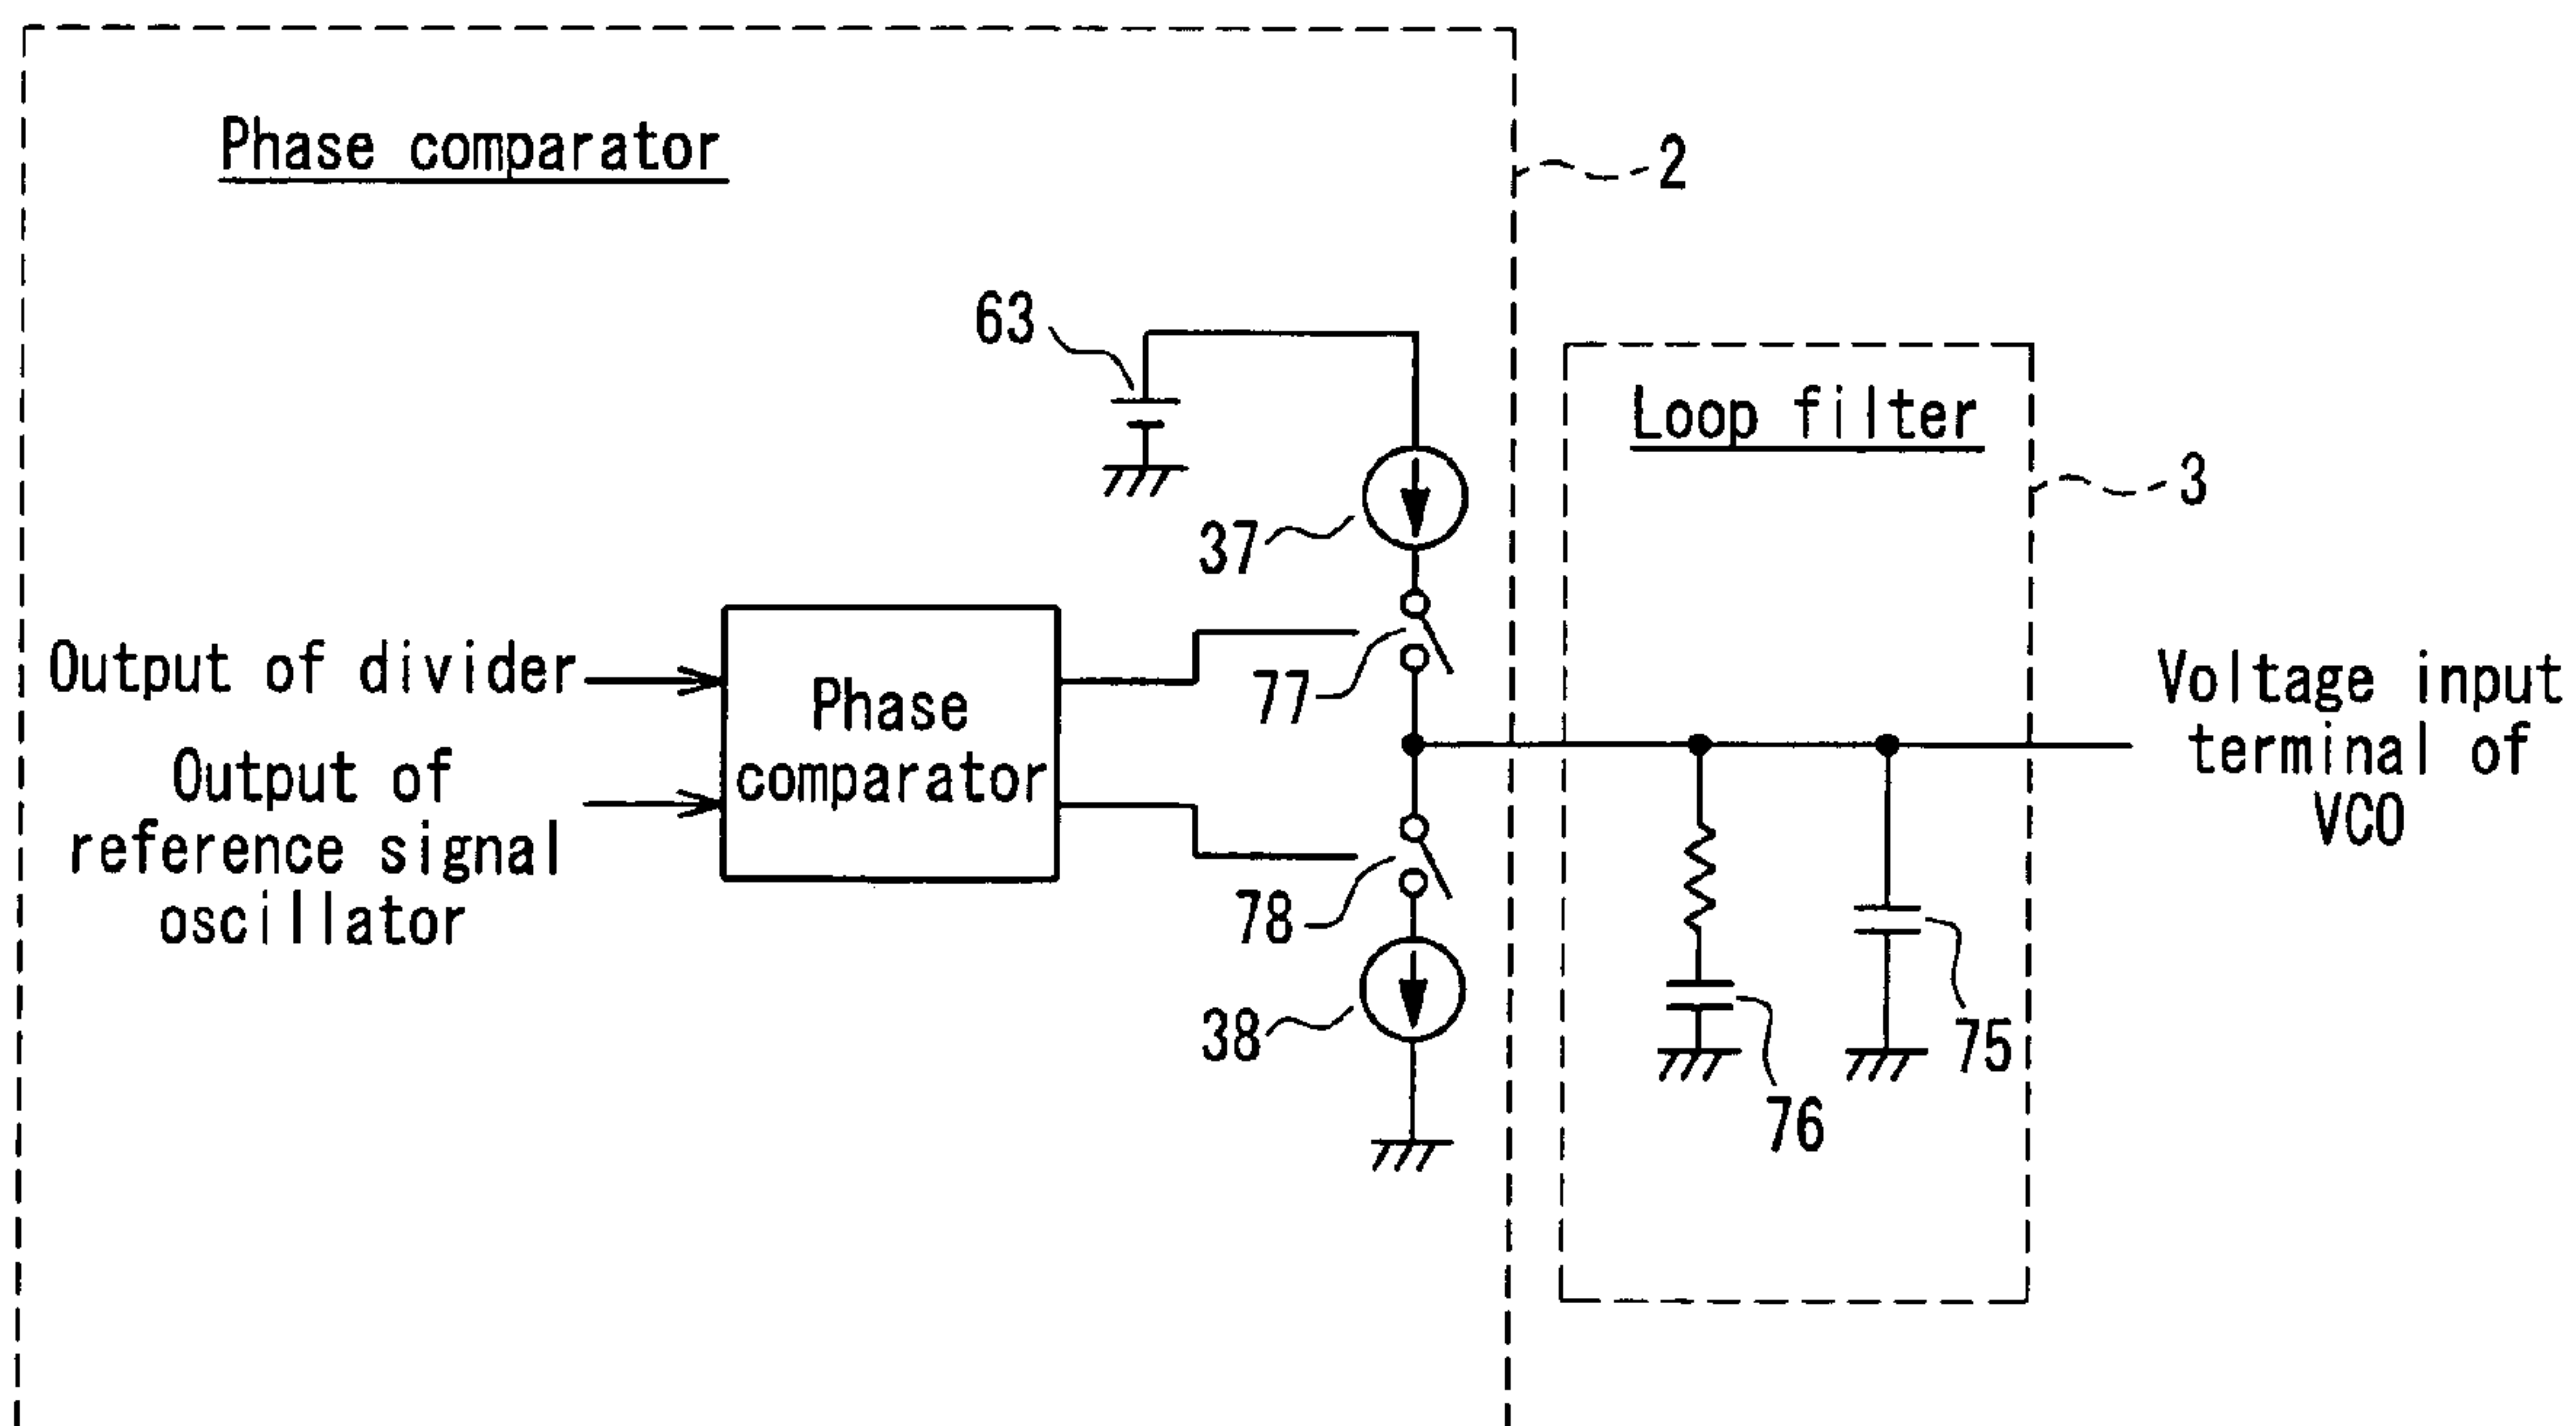 Phase comparator
2
63
Loop filter
3
37
Output of divider
Phase
comparator
77
Voltage input
terminal of
VCO
Output of
reference signal
oscillator
78
38
75
76